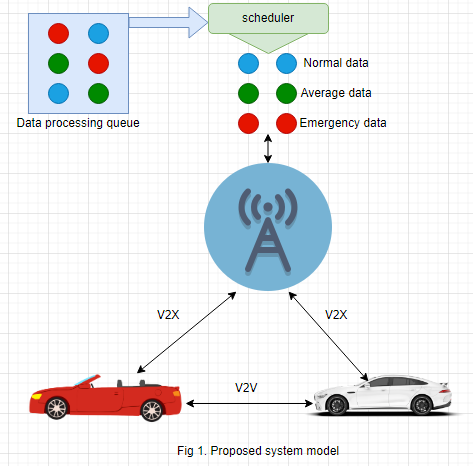 scheduler
Normal data
Average data
Emergency data
Data processing queue
V2X
V2X
V2V
Fig 1. Proposed system model